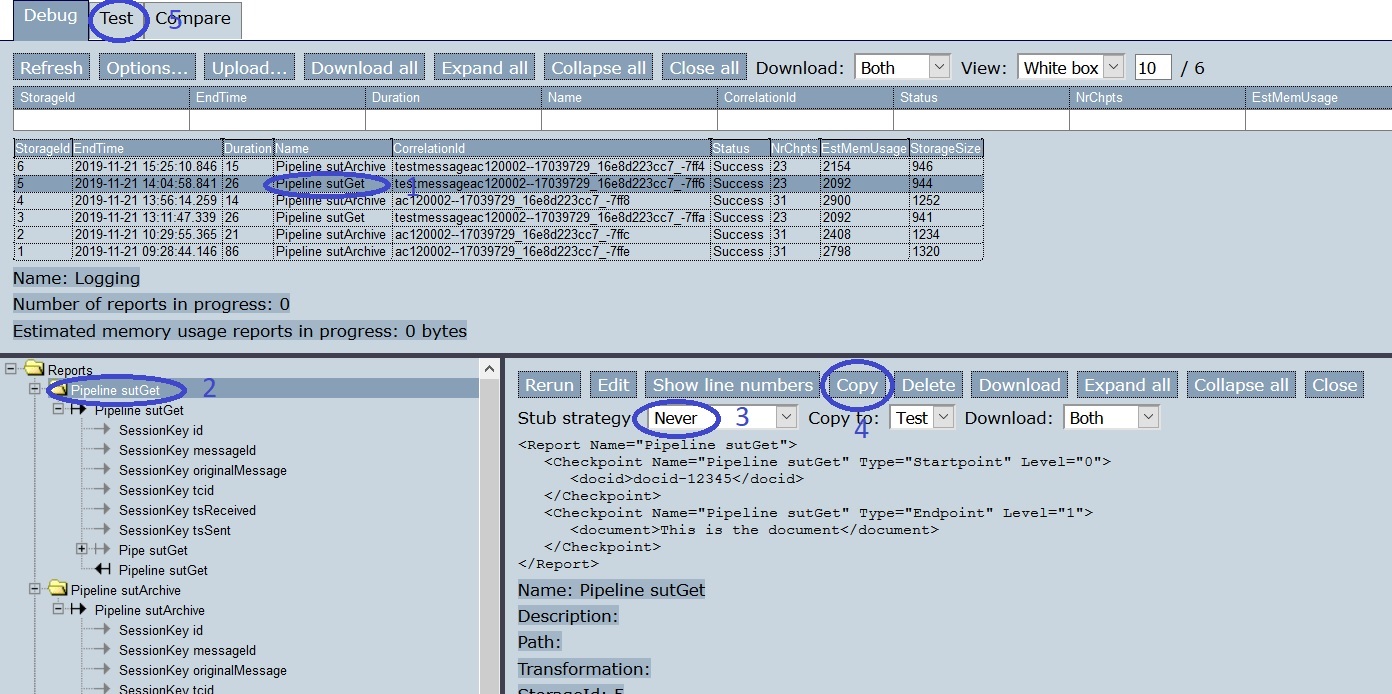 Debug Test 5 Compare
Refresh Options... Upload... Download all Expand all Collapse all Close all Download: Both View: White box 10 / 6
StorageId EndTime Duration Name CorrelationId Status NrChpts EstMemUsage
StorageId EndTime Duration Name CorrelationId Status NrChpts EstMemUsage StorageSize
6 2019-11-21 15:25:10.846 15 Pipeline sutArchive testmessageac120002--17039729_16e8d223cc7_-7ff4 Success 23 2154 946
5 2019-11-21 14:04:58.841 26 Pipeline sutGet 1 testmessageac120002--17039729_16e8d223cc7_-7ff6 Success 23 2092 944
4 2019-11-21 13:56:14.259 14 Pipeline sutArchive ac120002--17039729_16e8d223cc7_-7ff8 Success 31 2900 1252
3 2019-11-21 13:11:47.339 26 Pipeline sutGet testmessageac120002--17039729_16e8d223cc7_-7ffa Success 23 2092 941
2 2019-11-21 10:29:55.365 21 Pipeline sutArchive ac120002--17039729_16e8d223cc7_-7ffc Success 31 2408 1234
1 2019-11-21 09:28:44.146 86 Pipeline sutArchive ac120002--17039729_16e8d223cc7_-7ffe Success 31 2798 1320
Name: Logging
Number of reports in progress: 0
Estimated memory usage reports in progress: 0 bytes
Reports
Pipeline sutGet 2
Pipeline sutGet
SessionKey id
SessionKey messageId
SessionKey originalMessage
SessionKey tcid
SessionKey tsReceived
SessionKey tsSent
Pipe sutGet
Pipeline sutGet
Pipeline sutArchive
Pipeline sutArchive
SessionKey id
SessionKey messageId
SessionKey originalMessage
SessionKey tcid
Rerun Edit Show line numbers Copy Delete Download Expand all Collapse all Close
Stub strategy Never 3 Copy to: 4 Test Download: Both
<Report Name="Pipeline sutGet">
<Checkpoint Name="Pipeline sutGet" Type="Startpoint" Level="0">
<docid>docid-12345</docid>
</Checkpoint>
<Checkpoint Name="Pipeline sutGet" Type="Endpoint" Level="1">
<document>This is the document</document>
</Checkpoint>
</Report>
Name: Pipeline sutGet
Description:
Path:
Transformation:
StorageId: 5